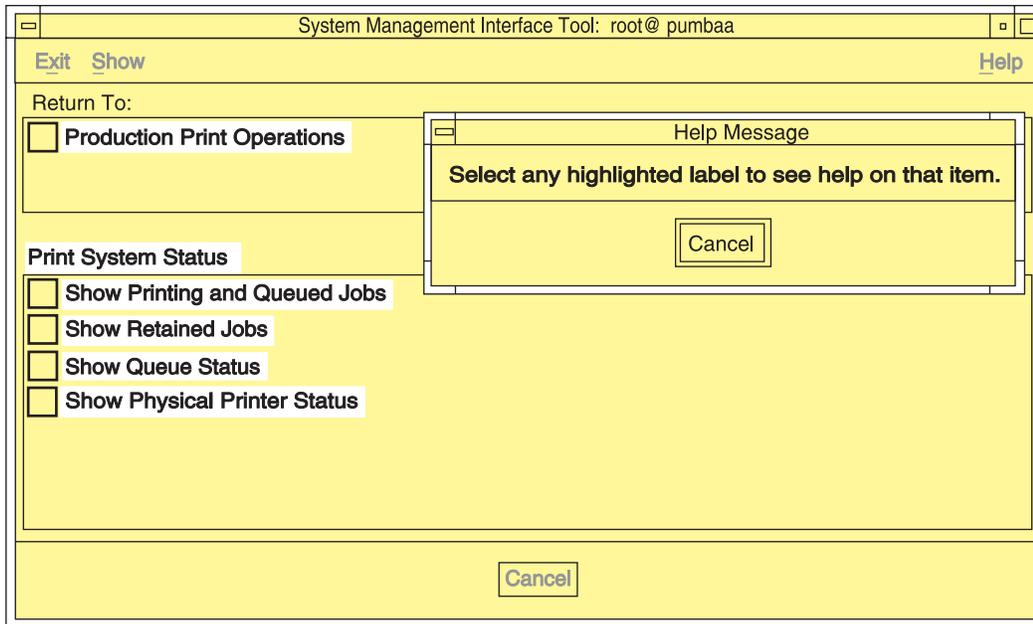 System Management Interface Tool: root@ pumbaa
Exit Show Help
Return To:
Production Print Operations
Help Message
Select any highlighted label to see help on that item.
Cancel
Print System Status
Show Printing and Queued Jobs
Show Retained Jobs
Show Queue Status
Show Physical Printer Status
Cancel